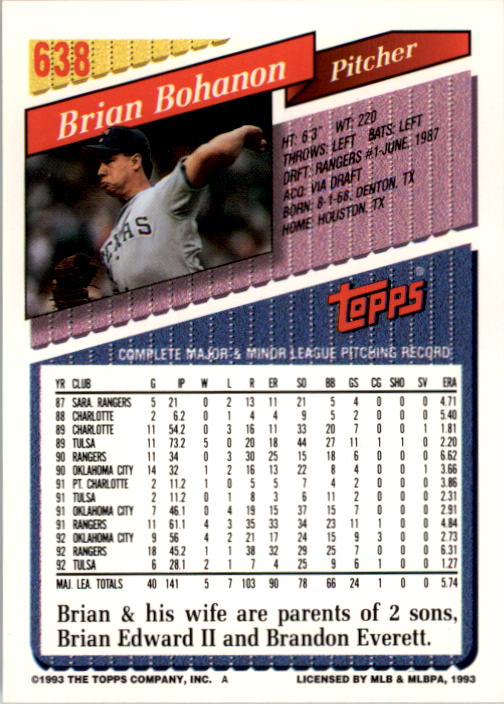 638
Brian Bohanon
Pitcher
HT: 6'3" WT: 220
THROWS: LEFT BATS: LEFT
DRFT: RANGERS #1-JUNE, 1987
ACQ: VIA DRAFT
BORN: 8-1-68, DENTON, TX
HOME: HOUSTON, TX
TEXAS
topps®
COMPLETE MAJOR & MINOR LEAGUE PITCHING RECORD
YR CLUB G IP W L R ER SO BB GS CG SHO SV ERA
87 SARA. RANGERS 5 21 0 2 13 11 21 5 4 0 0 0 4.71
88 CHARLOTTE 2 6.2 0 1 4 4 9 5 2 0 0 0 5.40
89 CHARLOTTE 11 54.2 0 3 16 11 33 20 7 0 0 1 1.81
89 TULSA 11 73.2 5 0 20 18 44 27 11 1 1 0 2.20
90 RANGERS 11 34 0 3 30 25 15 18 6 0 0 0 6.62
90 OKLAHOMA CITY 14 32 1 2 16 13 22 8 4 0 0 1 3.66
91 PT. CHARLOTTE 2 11.2 1 0 5 5 7 4 2 0 0 0 3.86
91 TULSA 2 11.2 0 1 8 3 6 11 2 0 0 0 2.31
91 OKLAHOMA CITY 7 46.1 0 4 19 15 37 15 7 0 0 0 2.91
91 RANGERS 11 61.1 4 3 35 33 34 23 11 1 0 0 4.84
92 OKLAHOMA CITY 9 56 4 2 21 17 24 15 9 3 0 0 2.73
92 RANGERS 18 45.2 1 1 38 32 29 25 7 0 0 0 6.31
92 TULSA 6 28.1 2 1 7 4 25 9 6 1 0 0 1.27
MAJ. LEA. TOTALS 40 141 5 7 103 90 78 66 24 1 0 0 5.74
Brian & his wife are parents of 2 sons,
Brian Edward II and Brandon Everett.
©1993 THE TOPPS COMPANY, INC. A LICENSED BY MLB & MLBPA, 1993